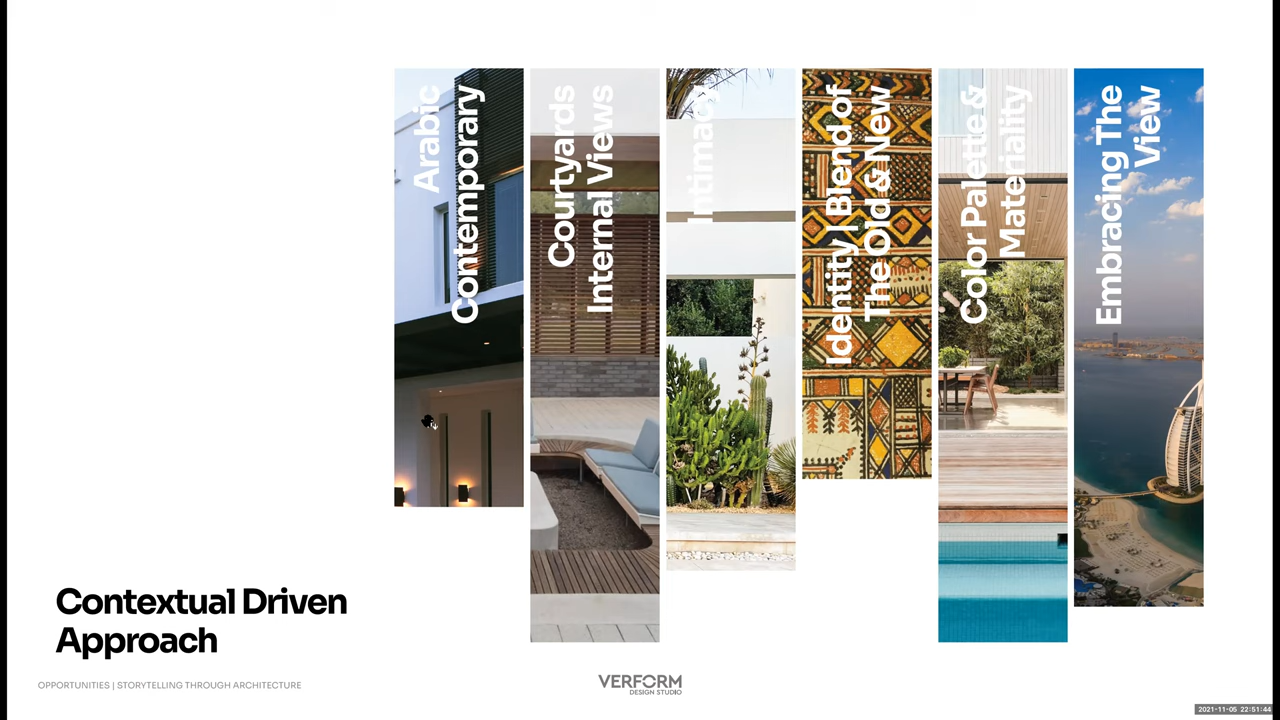 Arabic
Contemporary
Courtyards
Internal Views
Intimacy
Identity | Blend of
The Old & New
Color Palette &
Materiality
Embracing The
View
Contextual Driven
Approach
OPPORTUNITIES | STORYTELLING THROUGH ARCHITECTURE
VERFORM
DESIGN STUDIO
2021-11-05 22:51:44